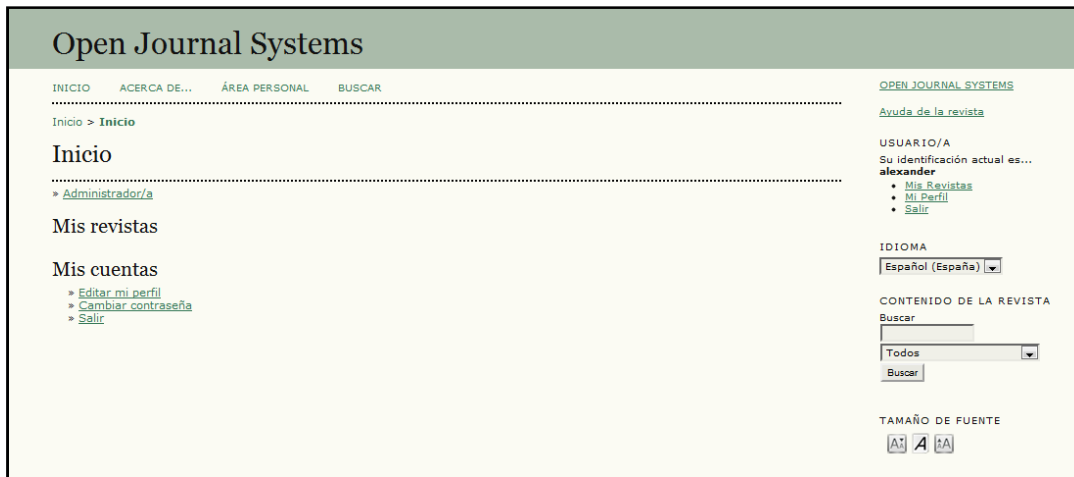 Open Journal Systems
INICIO ACERCA DE... ÁREA PERSONAL BUSCAR
Inicio > Inicio
Inicio
» Administrador/a
Mis revistas
Mis cuentas
» Editar mi perfil
» Cambiar contraseña
» Salir
OPEN JOURNAL SYSTEMS
Ayuda de la revista
USUARIO/A
Su identificación actual es...
alexander
• Mis Revistas
• Mi Perfil
• Salir
IDIOMA
Español (España)
CONTENIDO DE LA REVISTA
Buscar
Todos
Buscar
TAMAÑO DE FUENTE
A A A